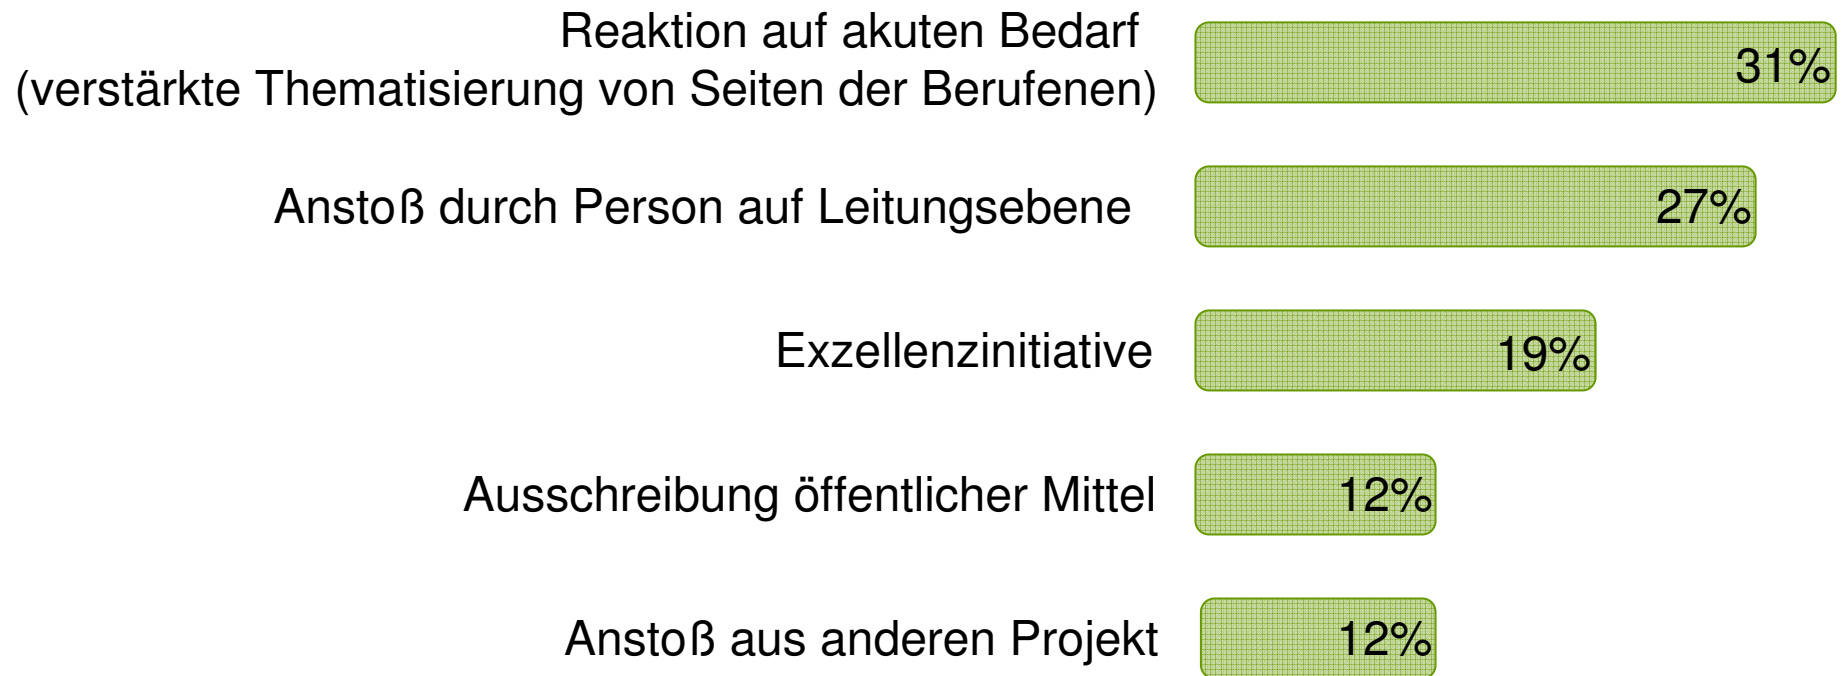 Reaktion auf akuten Bedarf
(verstärkte Thematisierung von Seiten der Berufenen)
31%
Anstoß durch Person auf Leitungsebene
27%
Exzellenzinitiative
19%
Ausschreibung öffentlicher Mittel
12%
Anstoß aus anderen Projekt
12%